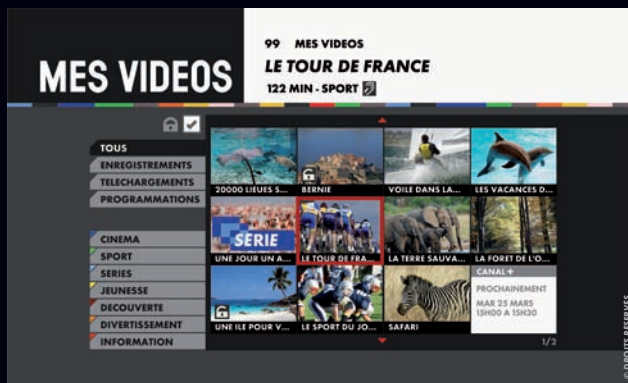 MES VIDEOS
99 MES VIDEOS
LE TOUR DE FRANCE
122 MIN - SPORT
TOUS
ENREGISTREMENTS
TELECHARGEMENTS
PROGRAMMATIONS
CINEMA
SPORT
SERIES
JEUNESSE
DECOUVERTE
DIVERTISSEMENT
INFORMATION
20000 LIEUES S...
BERNIE
VOILE DANS LA...
LES VACANCES D...
SERIE
UNE JOUR UN A...
LE TOUR DE FRA...
LA TERRE SAUVA...
LA FORET DE L'O...
UNE ILE POUR V...
LE SPORT DU JO...
SAFARI
CANAL+
PROCHAINEMENT
MAR 25 MARS
15H00 A 15H30
1/2
© DROITS RESERVES